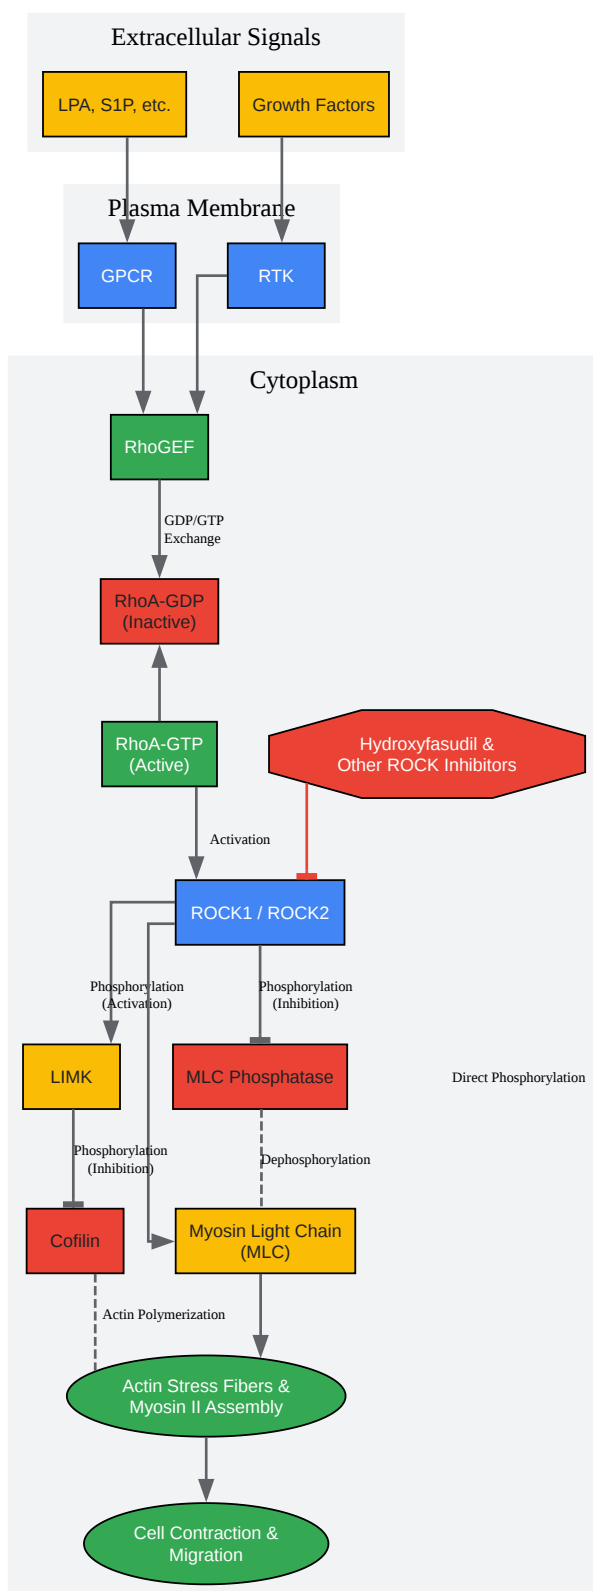 Extracellular Signals
LPA, S1P, etc.
Growth Factors
Plasma Membrane
GPCR
RTK
Cytoplasm
RhoGEF
GDP/GTP
Exchange
RhoA-GDP
(Inactive)
RhoA-GTP
(Active)
Hydroxyfasudil &
Other ROCK Inhibitors
Activation
ROCK1 / ROCK2
Phosphorylation
(Activation)
Phosphorylation
(Inhibition)
LIMK
MLC Phosphatase
Direct Phosphorylation
Phosphorylation
(Inhibition)
Dephosphorylation
Cofilin
Myosin Light Chain
(MLC)
Actin Polymerization
Actin Stress Fibers &
Myosin II Assembly
Cell Contraction &
Migration